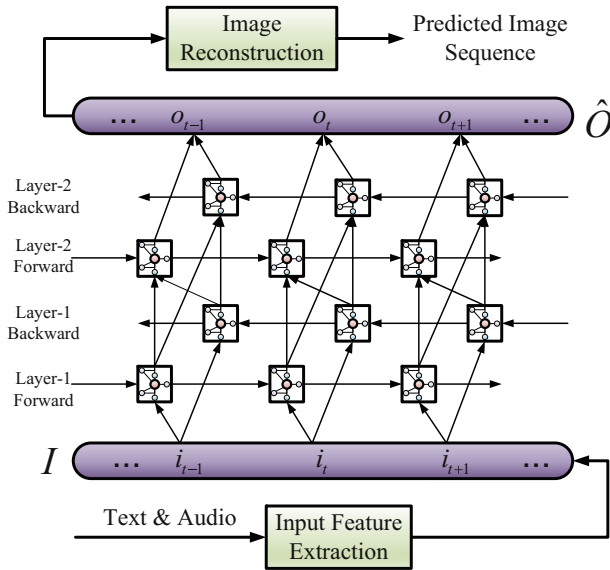 Image
Reconstruction
Predicted Image
Sequence
... o_{t-1} o_t o_{t+1} ...
Ô
Layer-2
Backward
Layer-2
Forward
Layer-1
Backward
Layer-1
Forward
I
... i_{t-1} i_t i_{t+1} ...
Text & Audio
Input Feature
Extraction